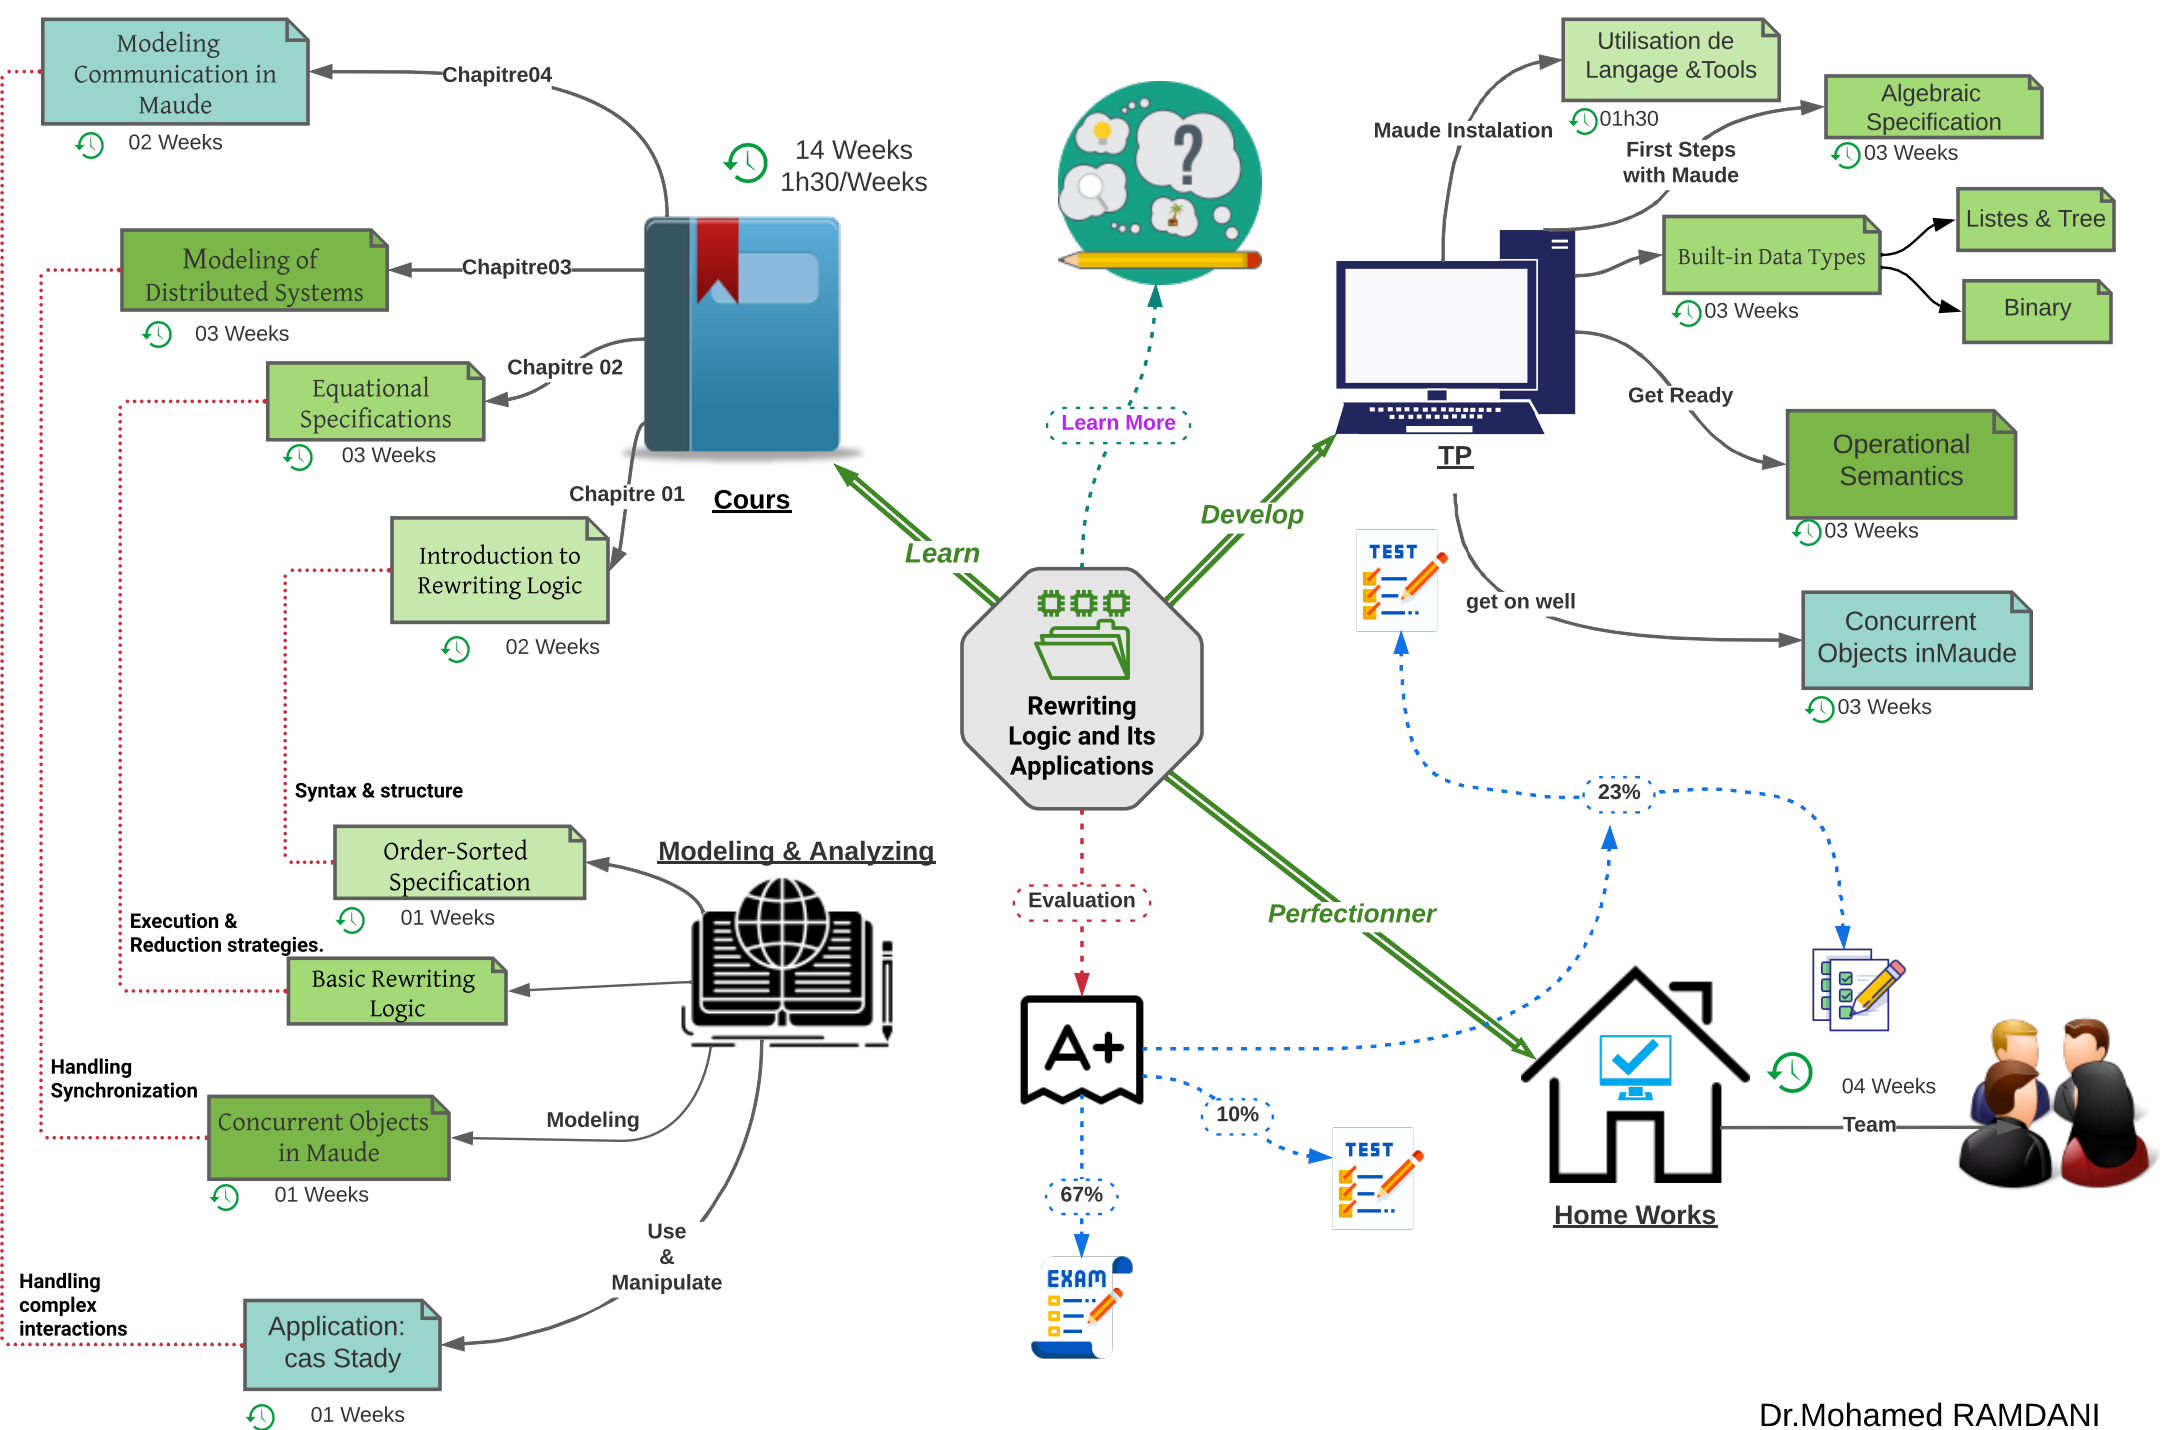 Modeling
Communication in
Maude
02 Weeks
Chapitre04
14 Weeks
1h30/Weeks
Modeling of
Distributed Systems
03 Weeks
Chapitre03
Equational
Specifications
03 Weeks
Chapitre 02
Introduction to
Rewriting Logic
02 Weeks
Chapitre 01
Cours
Learn
Learn More
Develop
Rewriting
Logic and Its
Applications
Maude Instalation
Utilisation de
Langage &Tools
01h30
First Steps
with Maude
Algebraic
Specification
03 Weeks
Built-in Data Types
03 Weeks
Listes & Tree
Binary
Get Ready
Operational
Semantics
03 Weeks
TP
get on well
Concurrent
Objects inMaude
03 Weeks
TEST
23%
Syntax & structure
Modeling & Analyzing
Order-Sorted
Specification
01 Weeks
Execution &
Reduction strategies.
Basic Rewriting
Logic
Handling
Synchronization
Concurrent Objects
in Maude
01 Weeks
Modeling
Use
&
Manipulate
Handling
complex
interactions
Application:
cas Stady
01 Weeks
Evaluation
A+
67%
EXAM
10%
TEST
Perfectionner
Home Works
04 Weeks
Team
Dr.Mohamed RAMDANI